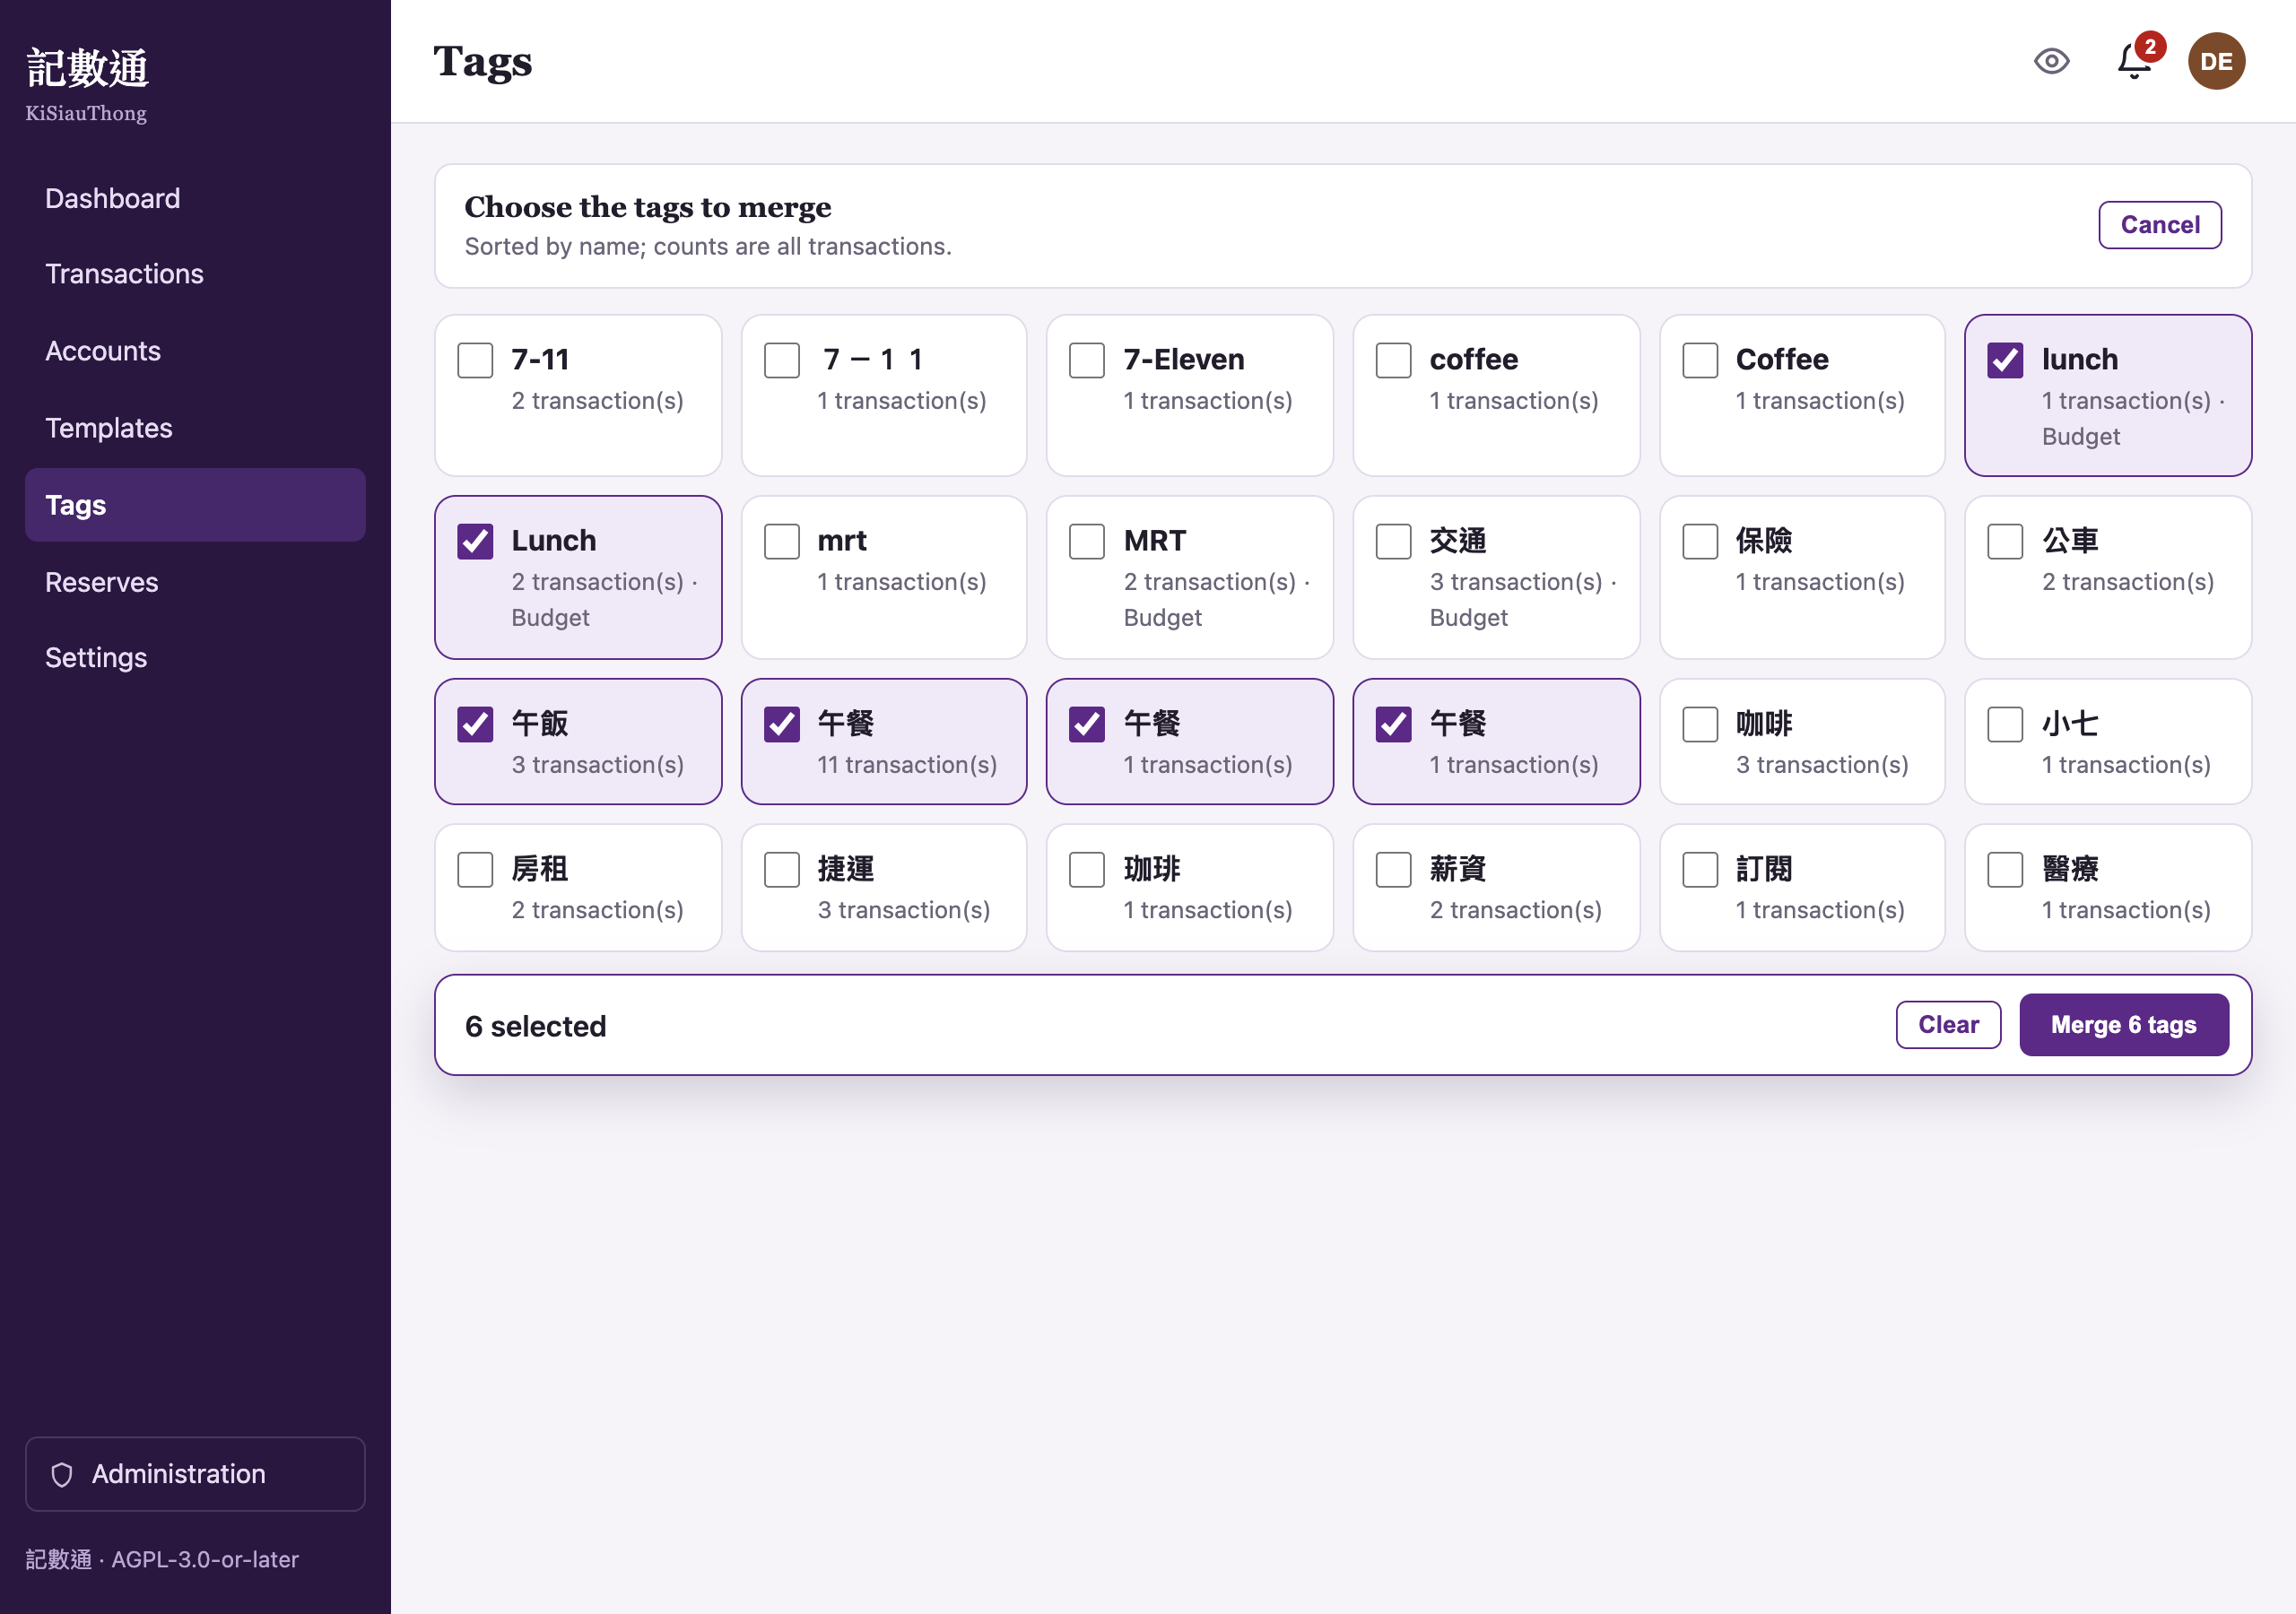 記數通
KiSiauThong
Dashboard
Transactions
Accounts
Templates
Tags
Reserves
Settings
Administration
記數通 · AGPL-3.0-or-later
Tags
2
DE
Choose the tags to merge
Sorted by name; counts are all transactions.
Cancel
7-11
2 transaction(s)
７－１１
1 transaction(s)
7-Eleven
1 transaction(s)
coffee
1 transaction(s)
Coffee
1 transaction(s)
lunch
1 transaction(s) ·
Budget
Lunch
2 transaction(s) ·
Budget
mrt
1 transaction(s)
MRT
2 transaction(s) ·
Budget
交通
3 transaction(s) ·
Budget
保險
1 transaction(s)
公車
2 transaction(s)
午飯
3 transaction(s)
午餐
11 transaction(s)
午餐
1 transaction(s)
午餐
1 transaction(s)
咖啡
3 transaction(s)
小七
1 transaction(s)
房租
2 transaction(s)
捷運
3 transaction(s)
珈琲
1 transaction(s)
薪資
2 transaction(s)
訂閱
1 transaction(s)
醫療
1 transaction(s)
6 selected
Clear
Merge 6 tags